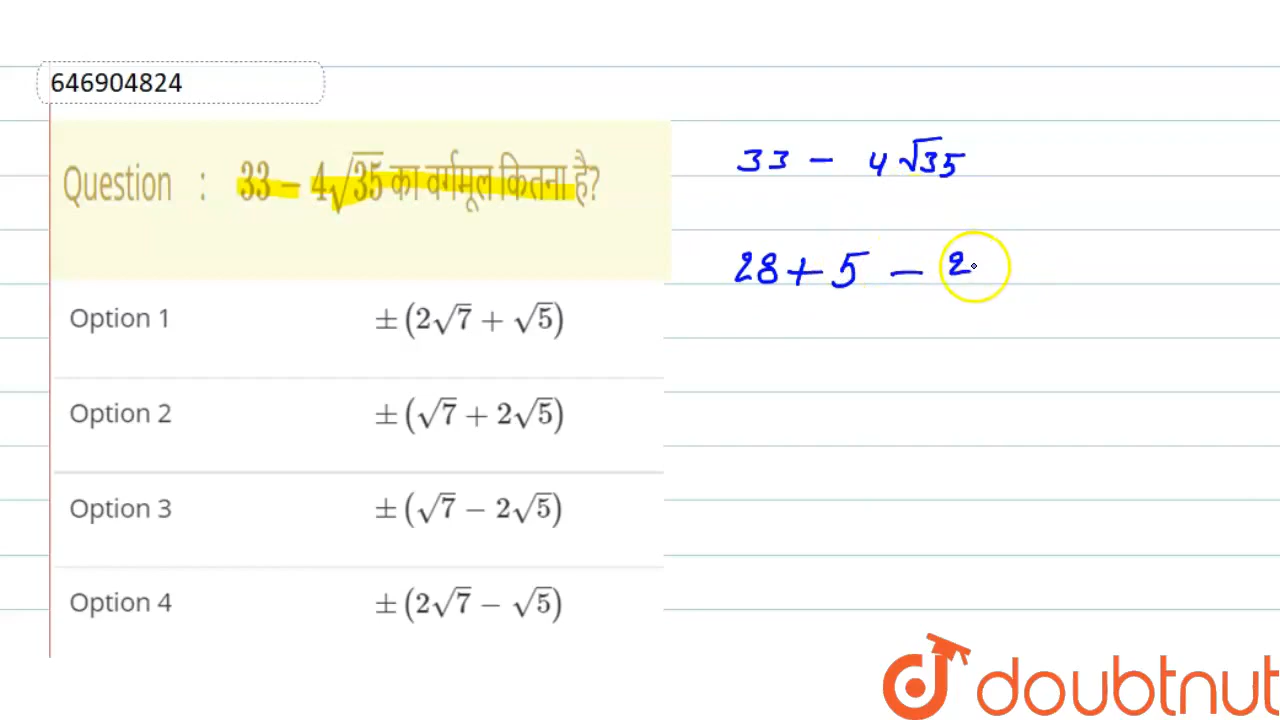 646904824
Question : 33 − 4√35 का वर्गमूल कितना है?
33 − 4√35
28 + 5 − 2
Option 1 ± (2√7 + √5)
Option 2 ± (√7 + 2√5)
Option 3 ± (√7 − 2√5)
Option 4 ± (2√7 − √5)
doubtnut